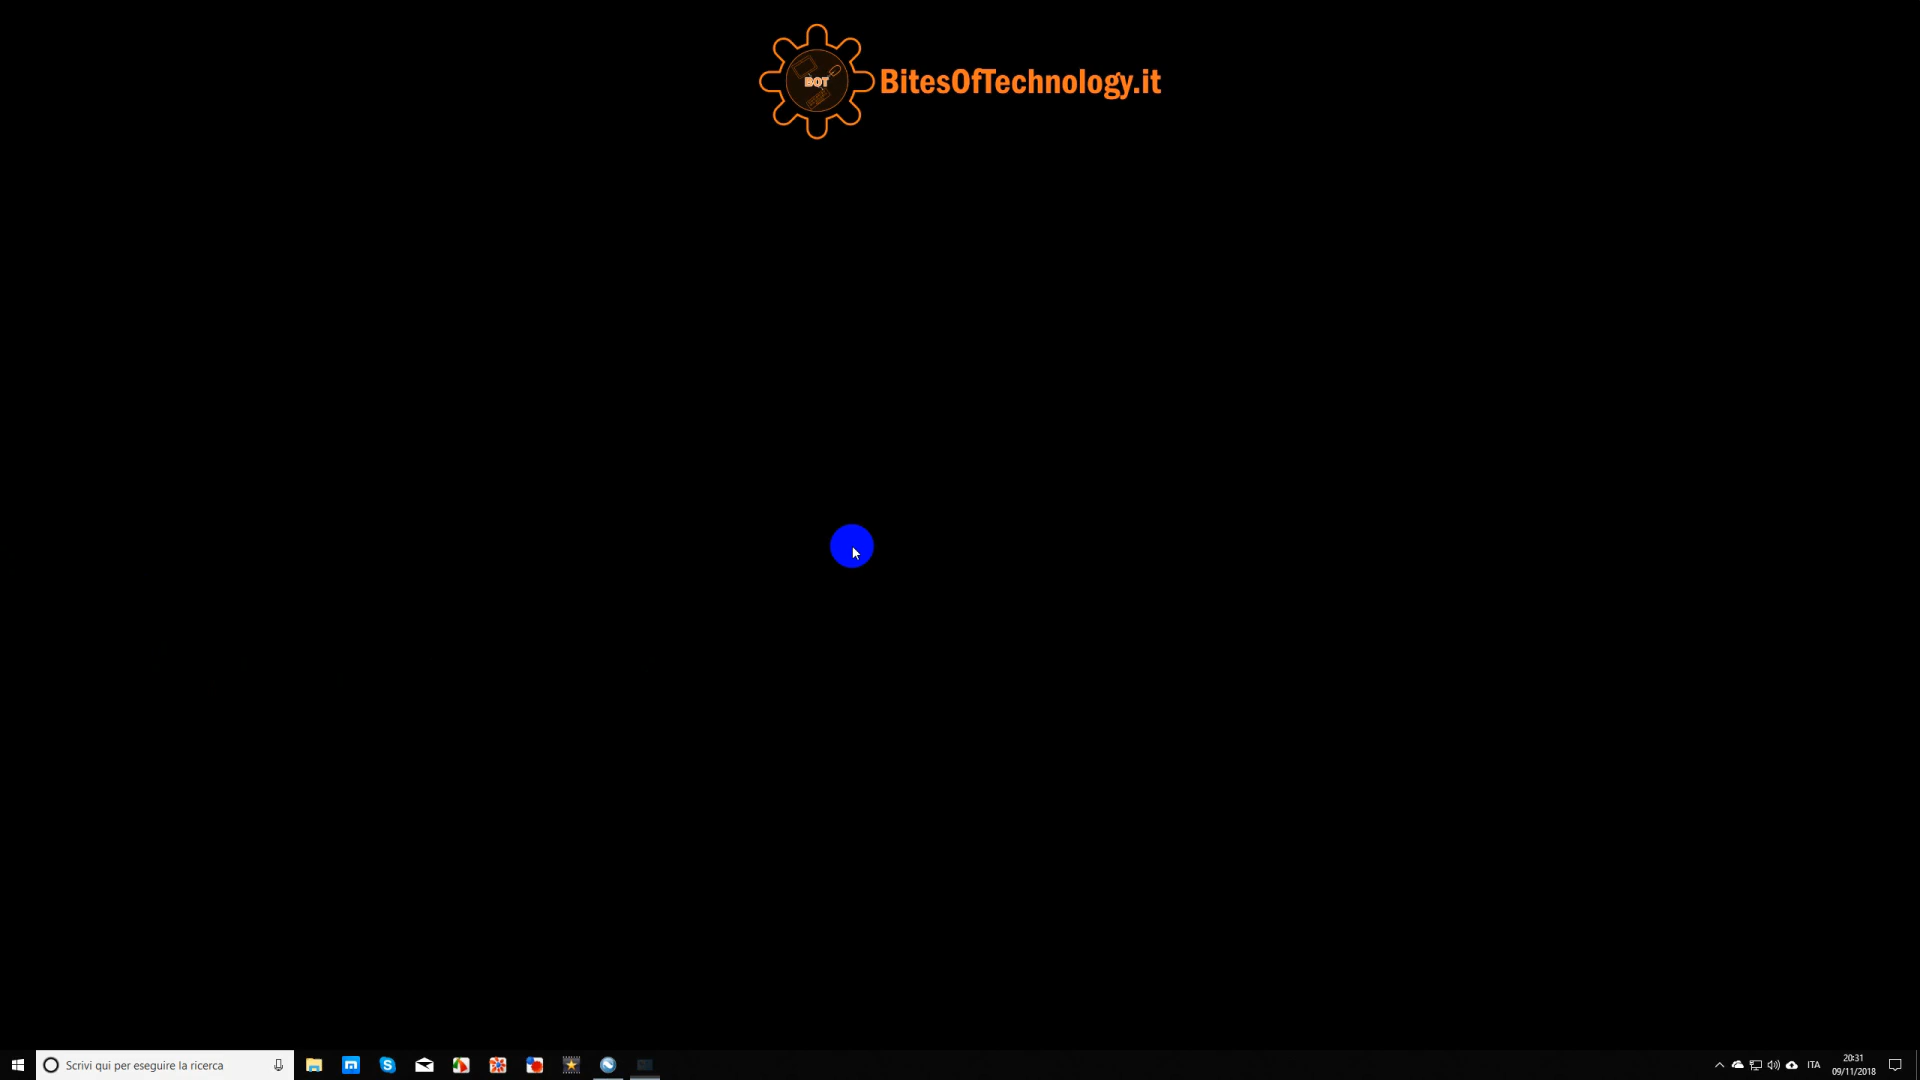 BOT
BitesOfTechnology.it
Scrivi qui per eseguire la ricerca
ITA
20:31
09/11/2018